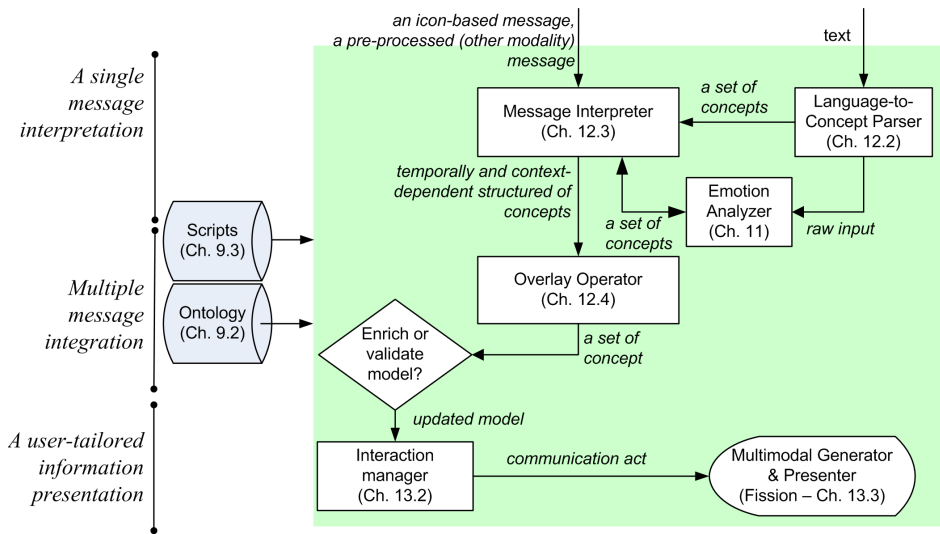 an icon-based message,
a pre-processed (other modality)
message
text
A single
message
interpretation
Message Interpreter
(Ch. 12.3)
a set of
concepts
Language-to-
Concept Parser
(Ch. 12.2)
temporally and context-
dependent structured of
concepts
Emotion
Analyzer
(Ch. 11)
a set of
concepts
raw input
Scripts
(Ch. 9.3)
Multiple
message
integration
Ontology
(Ch. 9.2)
Overlay Operator
(Ch. 12.4)
Enrich or
validate
model?
a set of
concept
updated model
A user-tailored
information
presentation
Interaction
manager
(Ch. 13.2)
communication act
Multimodal Generator
& Presenter
(Fission – Ch. 13.3)